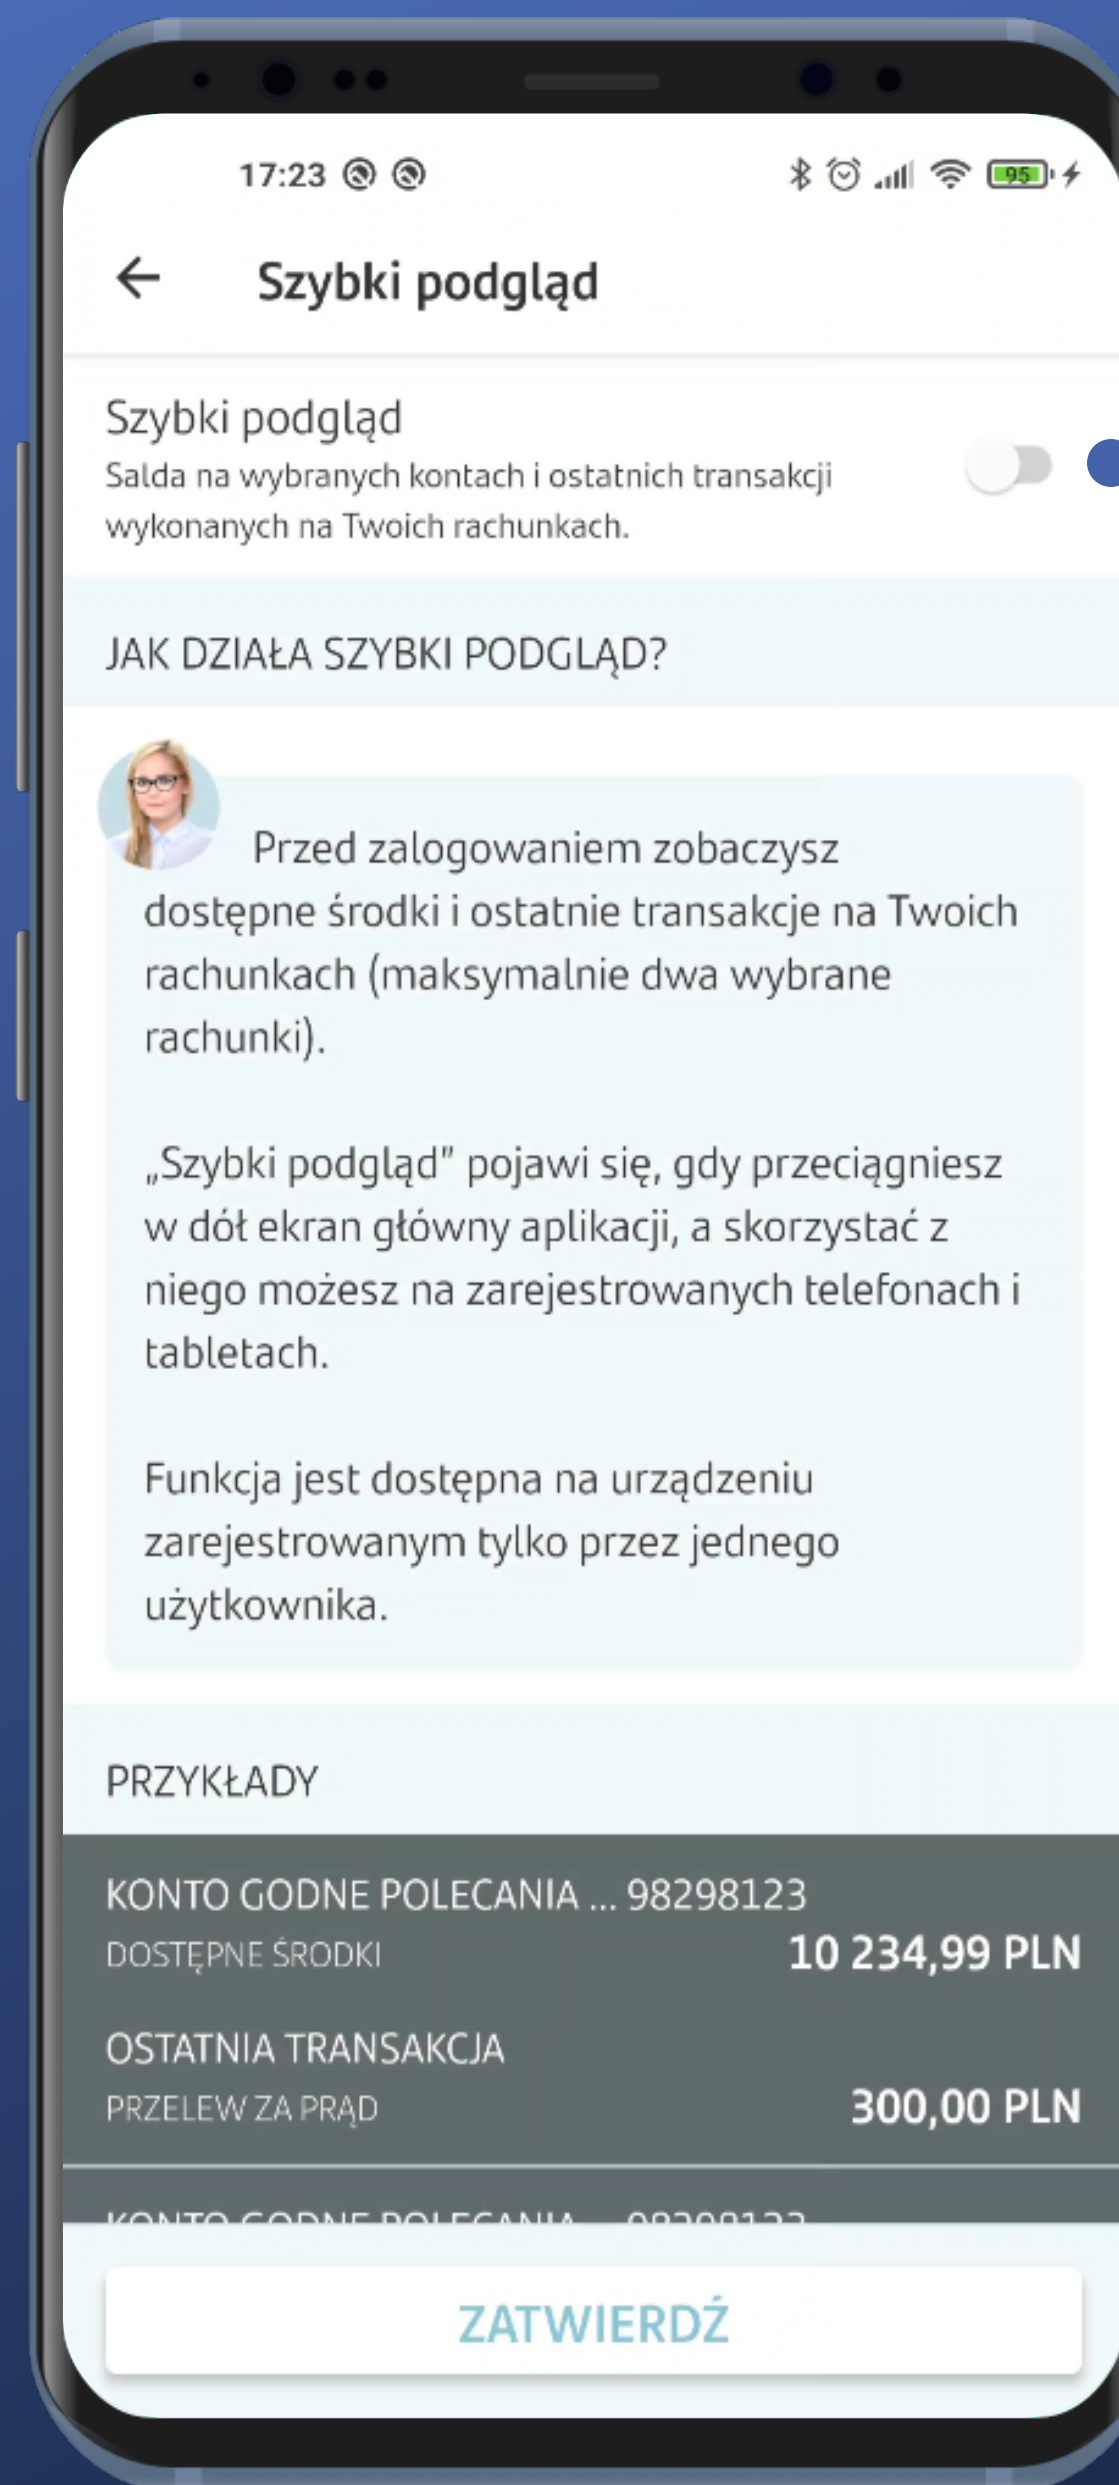 17:23
95
Szybki podgląd
Szybki podgląd
Salda na wybranych kontach i ostatnich transakcji
wykonanych na Twoich rachunkach.
JAK DZIAŁA SZYBKI PODGLĄD?
Przed zalogowaniem zobaczysz
dostępne środki i ostatnie transakcje na Twoich
rachunkach (maksymalnie dwa wybrane
rachunki).
„Szybki podgląd” pojawi się, gdy przeciągniesz
w dół ekran główny aplikacji, a skorzystać z
niego możesz na zarejestrowanych telefonach i
tabletach.
Funkcja jest dostępna na urządzeniu
zarejestrowanym tylko przez jednego
użytkownika.
PRZYKŁADY
KONTO GODNE POLECANIA ... 98298123
DOSTĘPNE ŚRODKI 10 234,99 PLN
OSTATNIA TRANSAKCJA
PRZELEW ZA PRĄD 300,00 PLN
KONTO GODNE POLECANIA ... 98298123
ZATWIERDŹ